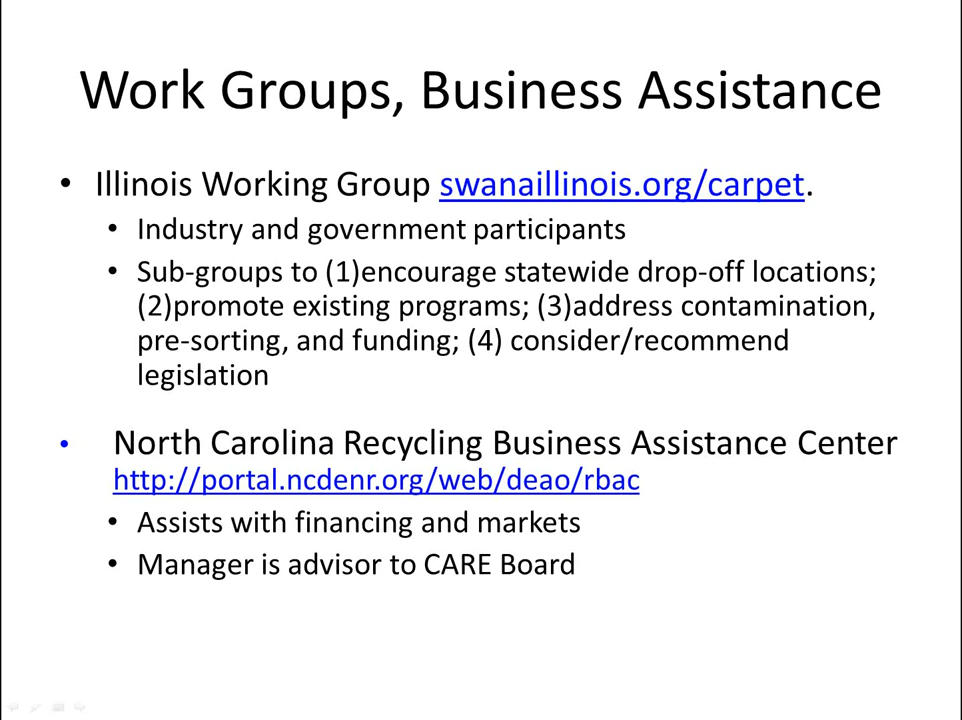 Work Groups, Business Assistance
• Illinois Working Group swanaillinois.org/carpet.
• Industry and government participants
• Sub-groups to (1)encourage statewide drop-off locations;
(2)promote existing programs; (3)address contamination,
pre-sorting, and funding; (4) consider/recommend
legislation
• North Carolina Recycling Business Assistance Center
http://portal.ncdenr.org/web/deao/rbac
• Assists with financing and markets
• Manager is advisor to CARE Board